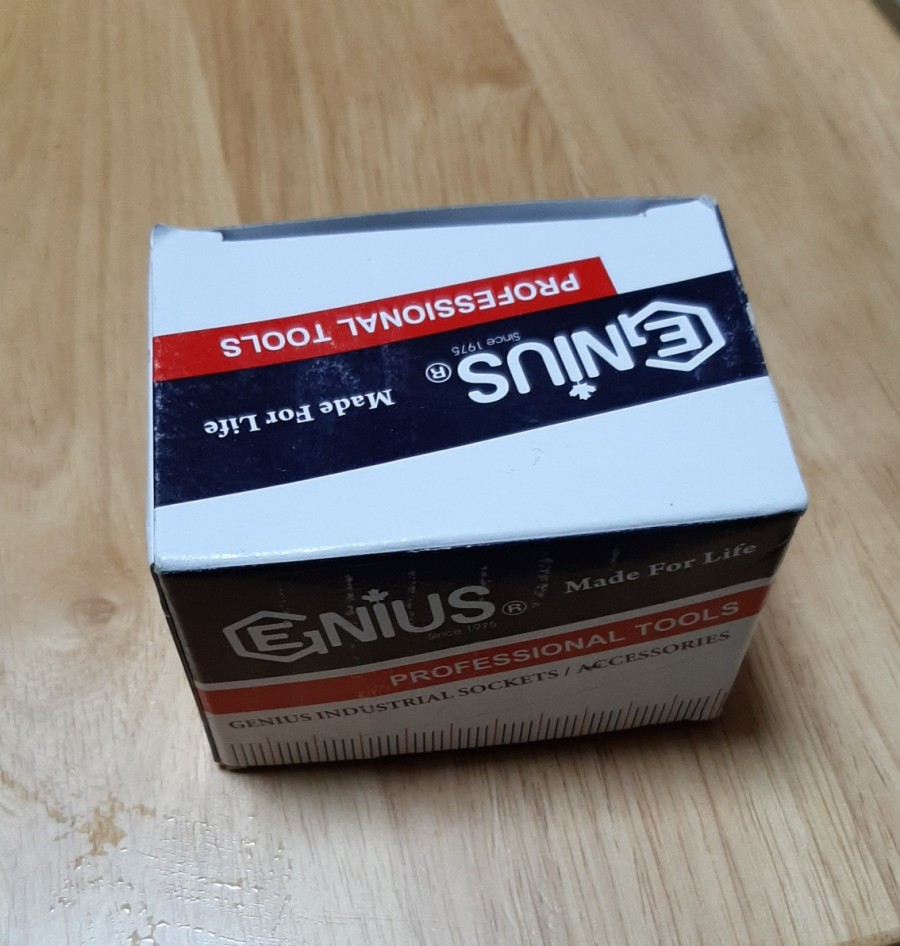 PROFESSIONAL TOOLS
GENIUS®
Since 1975
Made For Life
GENIUS®
Since 1975
Made For Life
PROFESSIONAL TOOLS
GENIUS INDUSTRIAL SOCKETS / ACCESSORIES